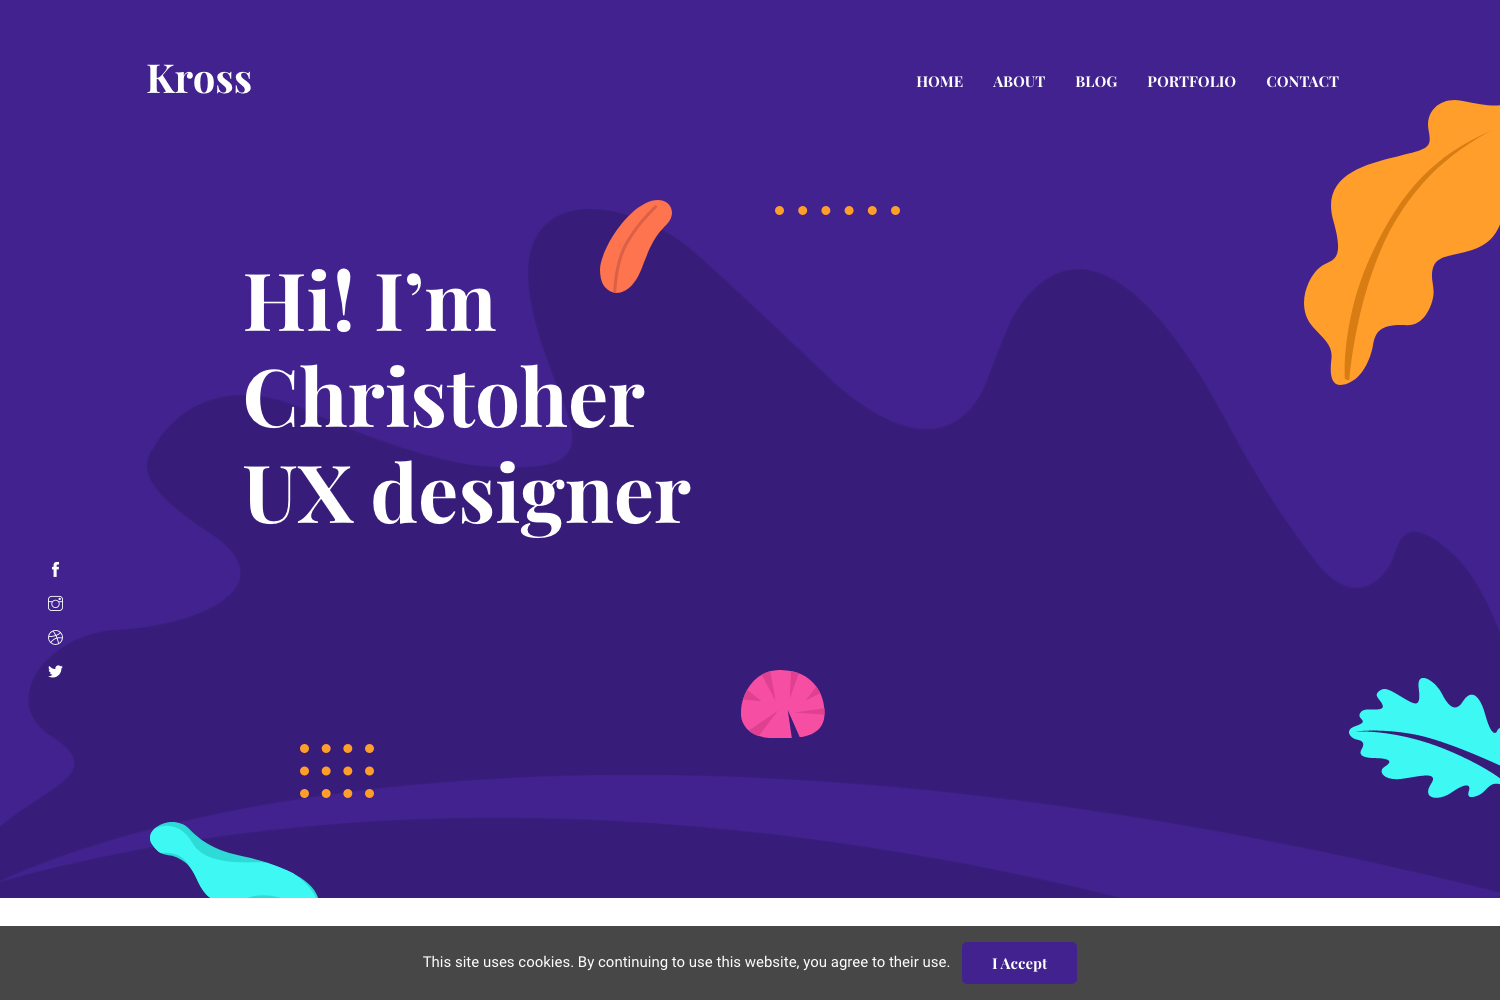 Kross
HOME ABOUT BLOG PORTFOLIO CONTACT
Hi! I’m
Christoher
UX designer
This site uses cookies. By continuing to use this website, you agree to their use.
I Accept